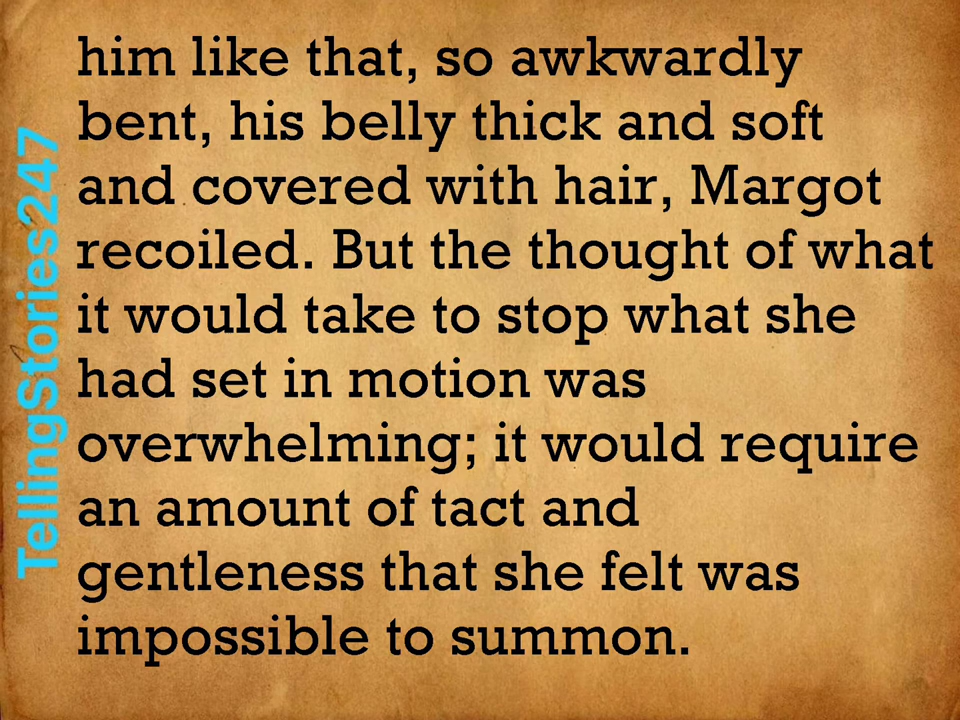 him like that, so awkwardly
bent, his belly thick and soft
and covered with hair, Margot
recoiled. But the thought of what
it would take to stop what she
had set in motion was
overwhelming; it would require
an amount of tact and
gentleness that she felt was
impossible to summon.
TellingStories247